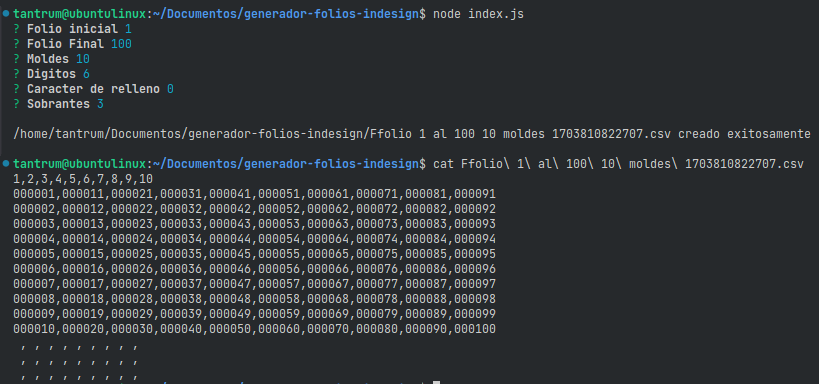 tantrum@ubuntulinux:~/Documentos/generador-folios-indesign$ node index.js
? Folio inicial 1
? Folio Final 100
? Moldes 10
? Digitos 6
? Caracter de relleno 0
? Sobrantes 3
/home/tantrum/Documentos/generador-folios-indesign/Ffolio 1 al 100 10 moldes 1703810822707.csv creado exitosamente
tantrum@ubuntulinux:~/Documentos/generador-folios-indesign$ cat Ffolio\ 1\ al\ 100\ 10\ moldes\ 1703810822707.csv
1,2,3,4,5,6,7,8,9,10
000001,000011,000021,000031,000041,000051,000061,000071,000081,000091
000002,000012,000022,000032,000042,000052,000062,000072,000082,000092
000003,000013,000023,000033,000043,000053,000063,000073,000083,000093
000004,000014,000024,000034,000044,000054,000064,000074,000084,000094
000005,000015,000025,000035,000045,000055,000065,000075,000085,000095
000006,000016,000026,000036,000046,000056,000066,000076,000086,000096
000007,000017,000027,000037,000047,000057,000067,000077,000087,000097
000008,000018,000028,000038,000048,000058,000068,000078,000088,000098
000009,000019,000029,000039,000049,000059,000069,000079,000089,000099
000010,000020,000030,000040,000050,000060,000070,000080,000090,000100
 , , , , , , , , , 
 , , , , , , , , , 
 , , , , , , , , ,